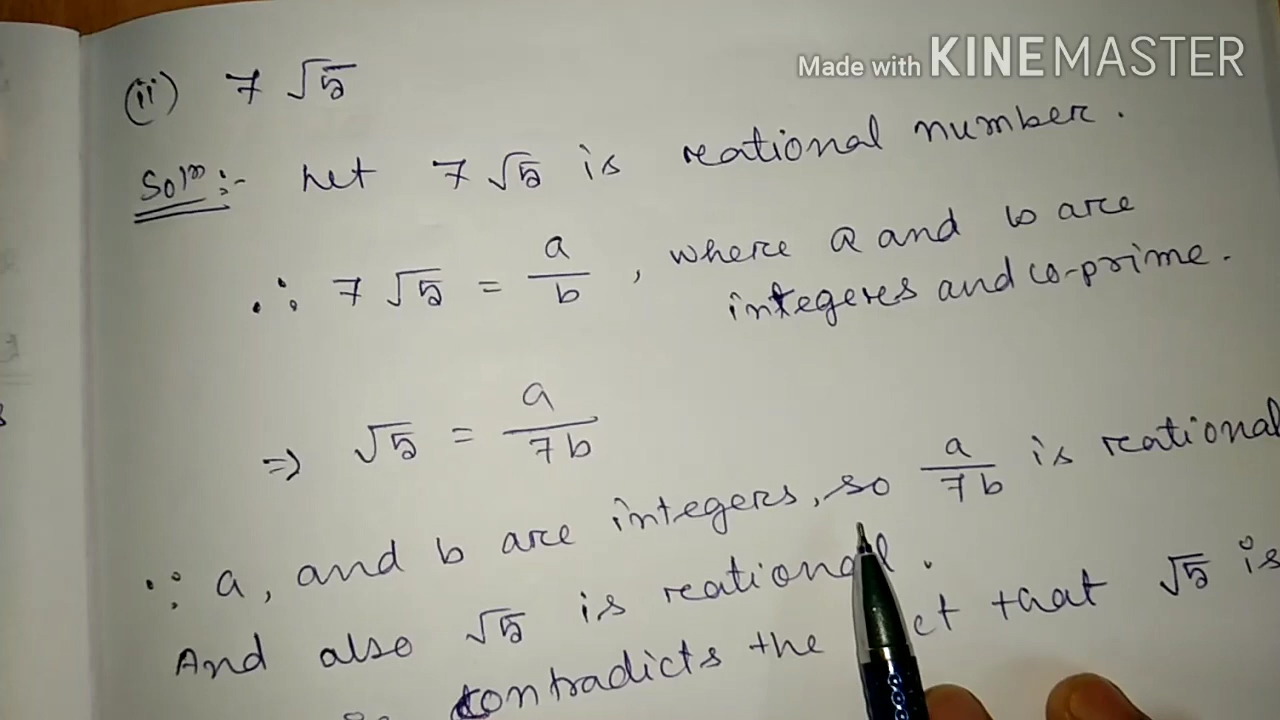 Made with KINEMASTER
(ii) 7 √5
Solⁿ :- Let 7 √5 is rational number.
∴ 7 √5 = a/b , where a and b are
integers and co-prime.
⇒ √5 = a/7b
∵ a, and b are integers, so a/7b is rational
And also √5 is rational.
contradicts the that √5 is